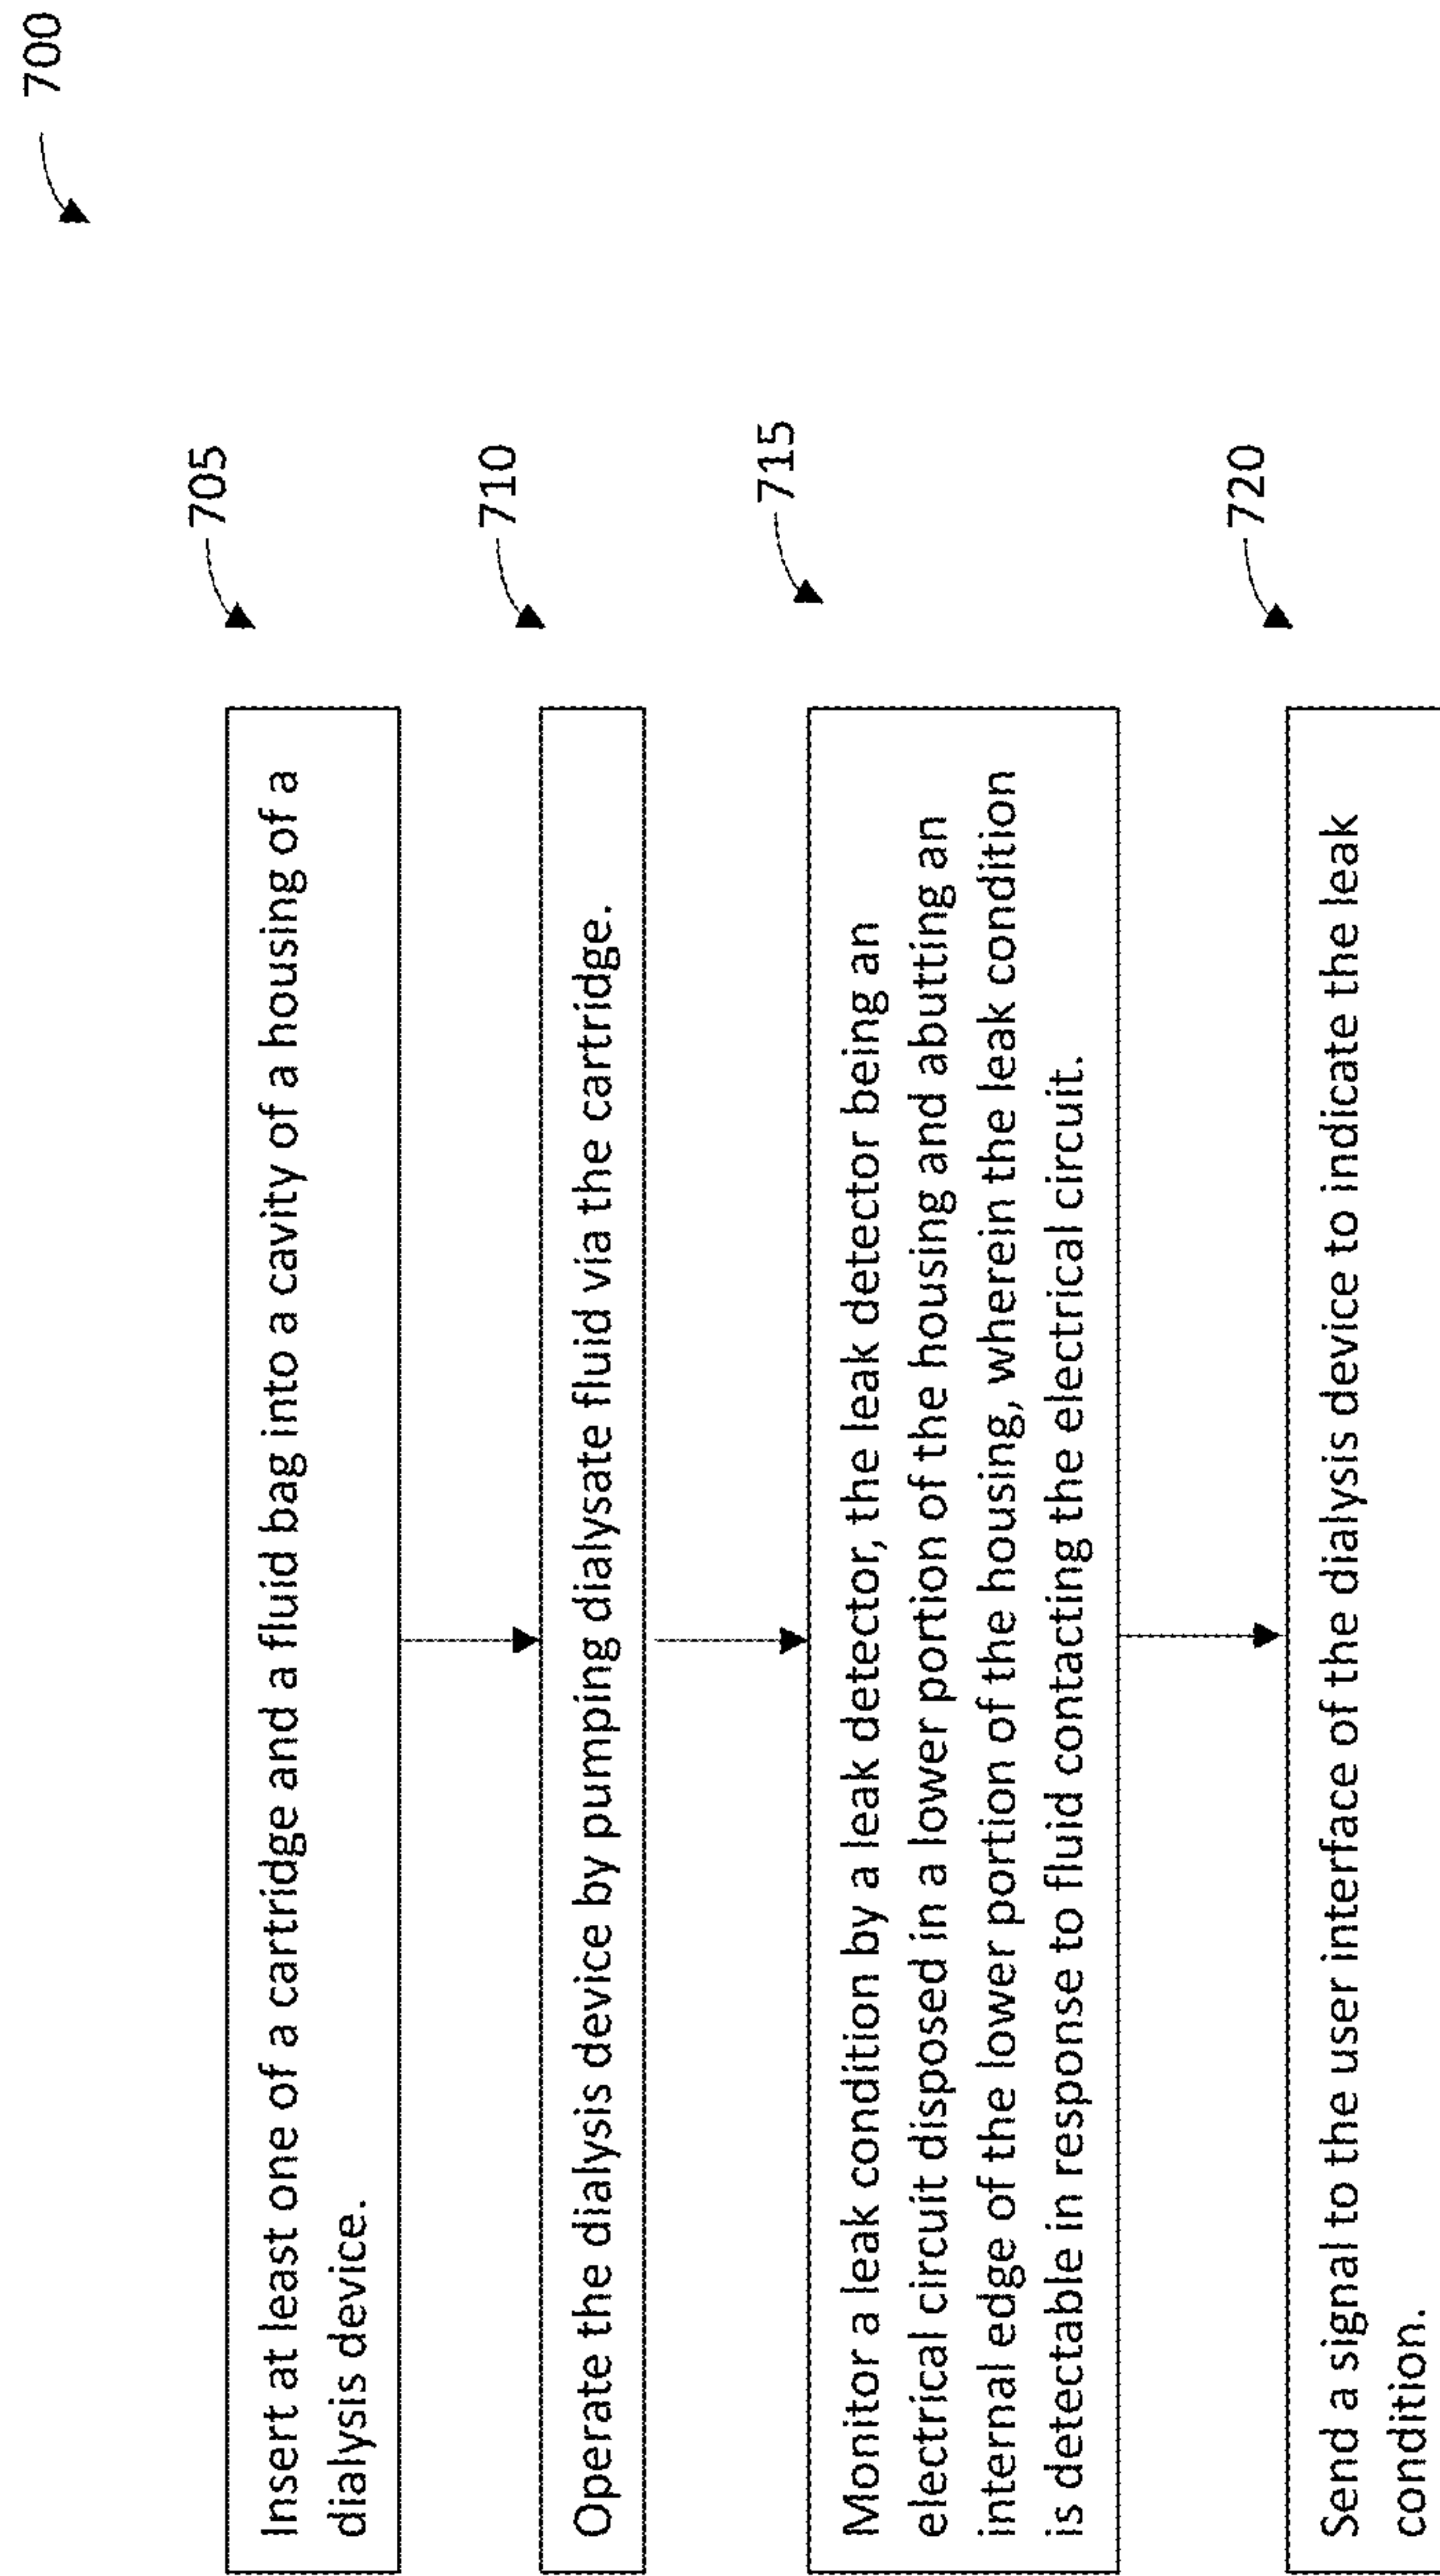 700
705
Insert at least one of a cartridge and a fluid bag into a cavity of a housing of a
dialysis device.
710
Operate the dialysis device by pumping dialysate fluid via the cartridge.
715
Monitor a leak condition by a leak detector, the leak detector being an
electrical circuit disposed in a lower portion of the housing and abutting an
internal edge of the lower portion of the housing, wherein the leak condition
is detectable in response to fluid contacting the electrical circuit.
720
Send a signal to the user interface of the dialysis device to indicate the leak
condition.